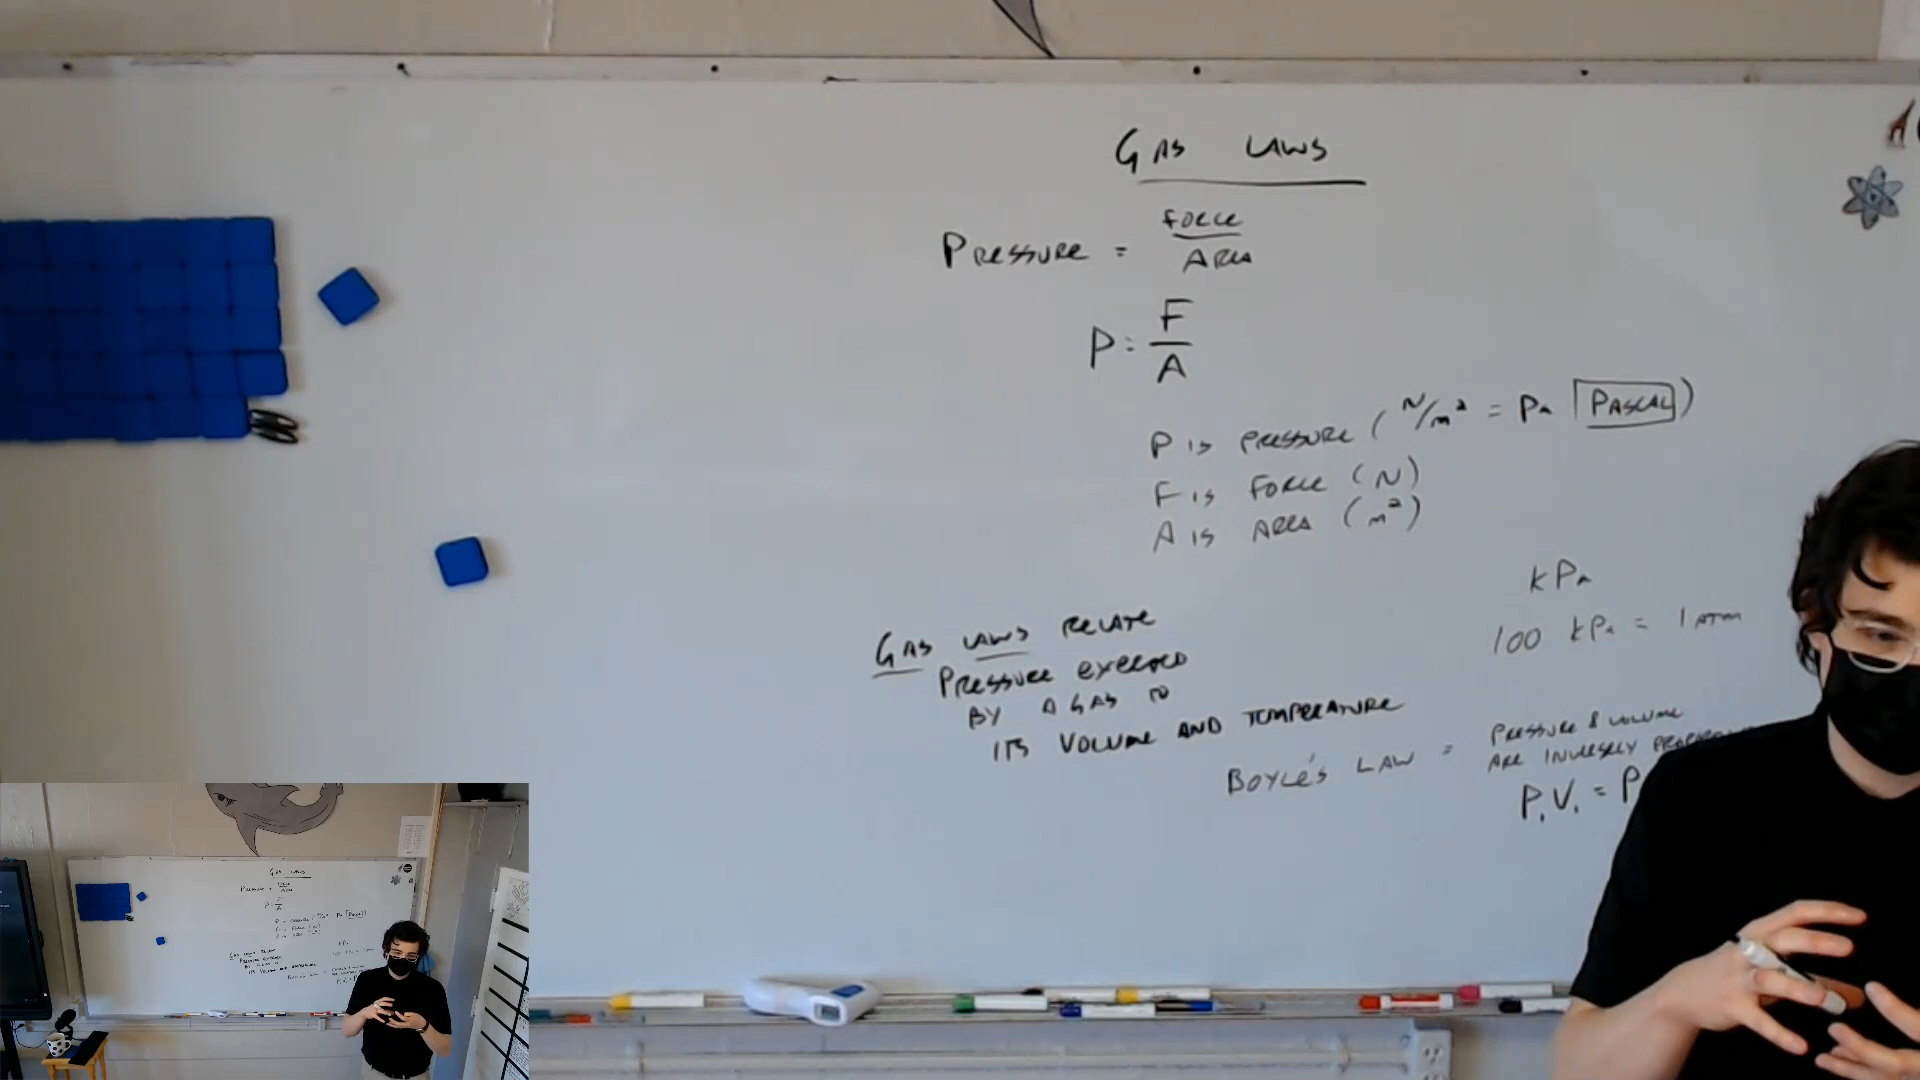 GAS LAWS
PRESSURE = FORCE / AREA
P = F / A
P IS PRESSURE ( N/m² = Pa PASCAL )
F IS FORCE (N)
A IS AREA (m²)
kPa
100 kPa = 1 ATM
GAS LAWS RELATE
PRESSURE EXERTED
BY A GAS TO
ITS VOLUME AND TEMPERATURE
BOYLE'S LAW = PRESSURE & VOLUME
ARE INVERSELY
P₁V₁ = P